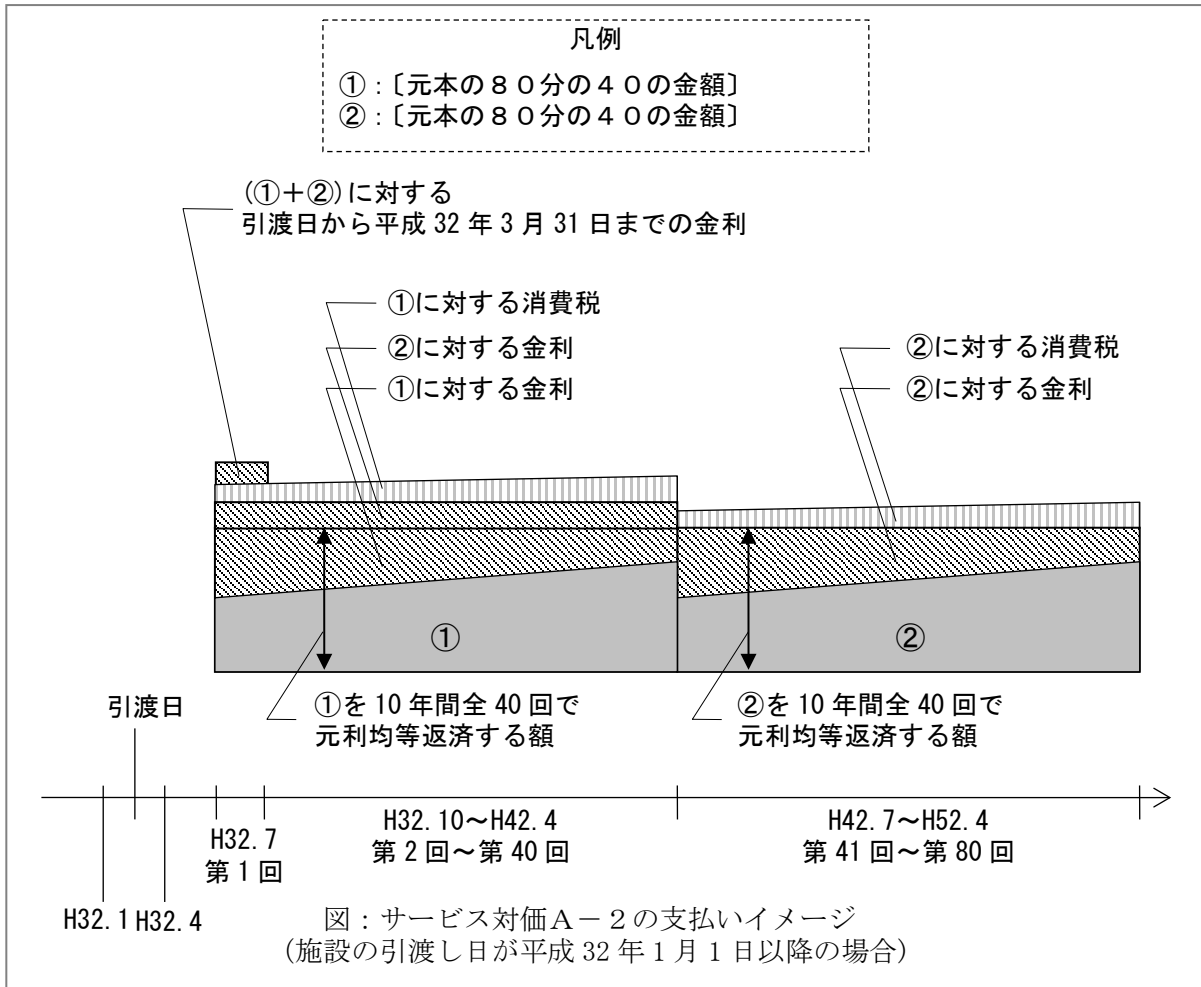 凡例
①：〔元本の８０分の４０の金額〕
②：〔元本の８０分の４０の金額〕
(①＋②)に対する
引渡日から平成 32 年 3 月 31 日までの金利
①に対する消費税
②に対する金利
①に対する金利
②に対する消費税
②に対する金利
①
②
①を 10 年間全 40 回で
元利均等返済する額
②を 10 年間全 40 回で
元利均等返済する額
引渡日
H32.7
第 1 回
H32.10～H42.4
第 2 回～第 40 回
H42.7～H52.4
第 41 回～第 80 回
H32.1
H32.4
図：サービス対価Ａ－２の支払いイメージ
(施設の引渡し日が平成 32 年 1 月 1 日以降の場合)